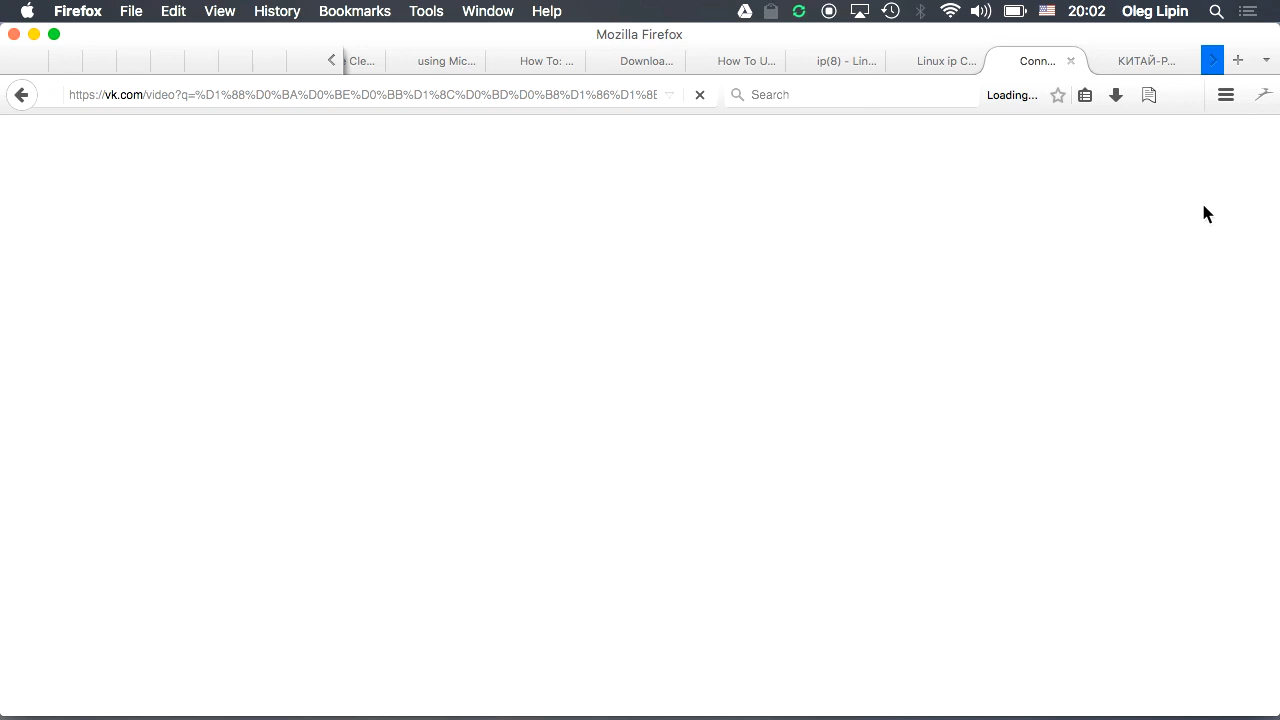 Firefox File Edit View History Bookmarks Tools Window Help 20:02 Oleg Lipin
Mozilla Firefox
Cle... using Mic... How To: ... Downloa... How To U... ip(8) - Lin... Linux ip C... Conn... КИТАЙ-Р...
https://vk.com/video?q=%D1%88%D0%BA%D0%BE%D0%BB%D1%8C%D0%BD%D0%B8%D1%86%D1%8E Search Loading...